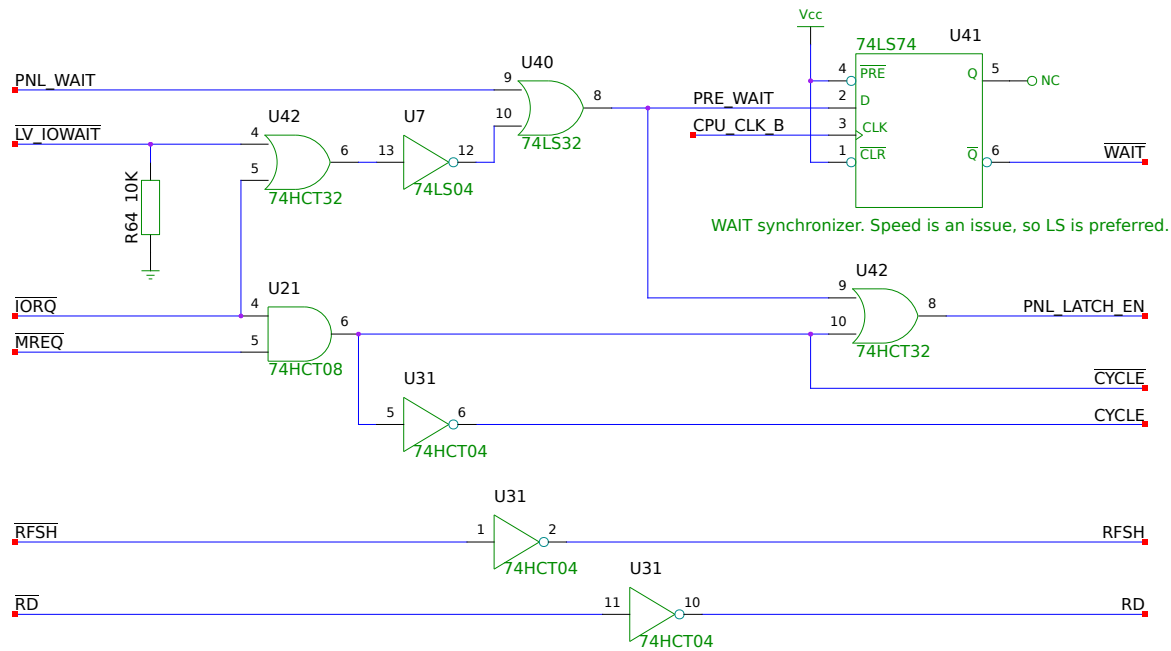 Vcc
74LS74
U41
U40
PNL_WAIT
9
4
PRE
Q
5
NC
10
8
PRE_WAIT
2
D
LV_IOWAIT
U42
U7
CPU_CLK_B
3
CLK
4
6
13
12
74LS32
1
CLR
Q
6
WAIT
5
74HCT32
74LS04
R64 10K
WAIT synchronizer. Speed is an issue, so LS is preferred.
U42
IORQ
U21
4
9
8
PNL_LATCH_EN
MREQ
5
6
10
74HCT08
74HCT32
U31
CYCLE
5
6
CYCLE
74HCT04
U31
RFSH
1
2
RFSH
74HCT04
U31
RD
11
10
RD
74HCT04